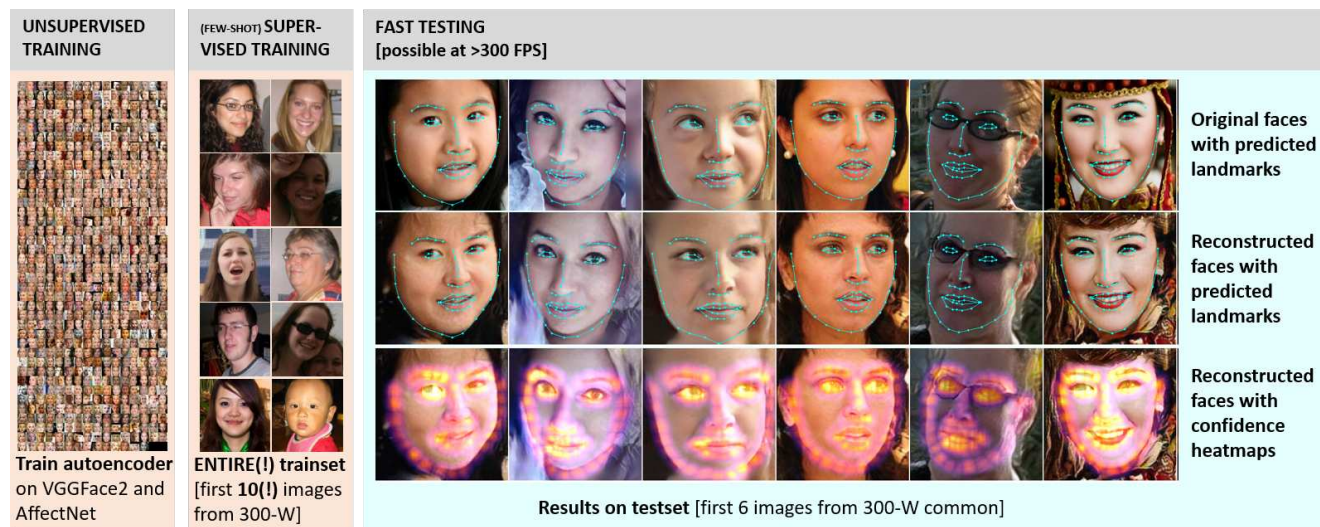 UNSUPERVISED
TRAINING
(FEW-SHOT) SUPER-
VISED TRAINING
FAST TESTING
[possible at >300 FPS]
Train autoencoder
on VGGFace2 and
AffectNet
ENTIRE(!) trainset
[first 10(!) images
from 300-W]
Original faces
with predicted
landmarks
Reconstructed
faces with
predicted
landmarks
Reconstructed
faces with
confidence
heatmaps
Results on testset [first 6 images from 300-W common]